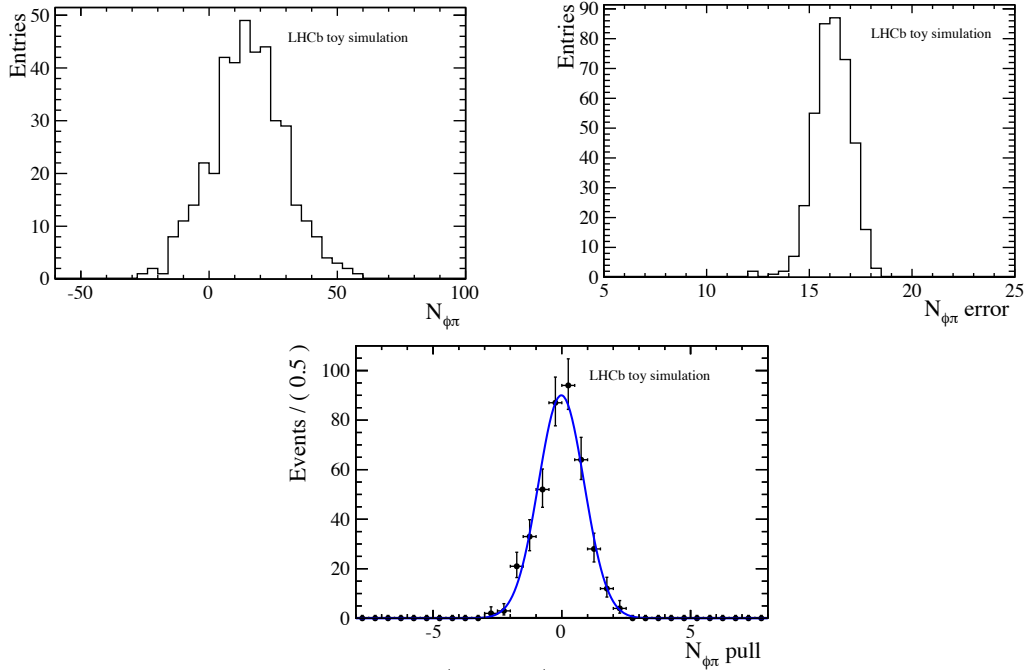 Entries
50
40
30
20
10
0
LHCb toy simulation
-50 0 50 100
N_ϕπ
Entries
90
80
70
60
50
40
30
20
10
0
LHCb toy simulation
5 10 15 20 25
N_ϕπ error
Events / ( 0.5 )
100
80
60
40
20
0
LHCb toy simulation
-5 0 5
N_ϕπ pull